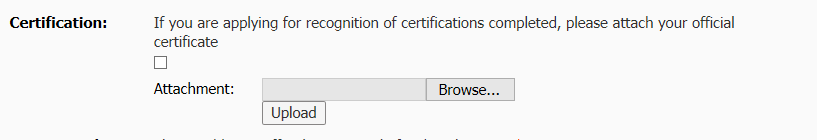 Certification: If you are applying for recognition of certifications completed, please attach your official
certificate
Attachment: Browse...
Upload